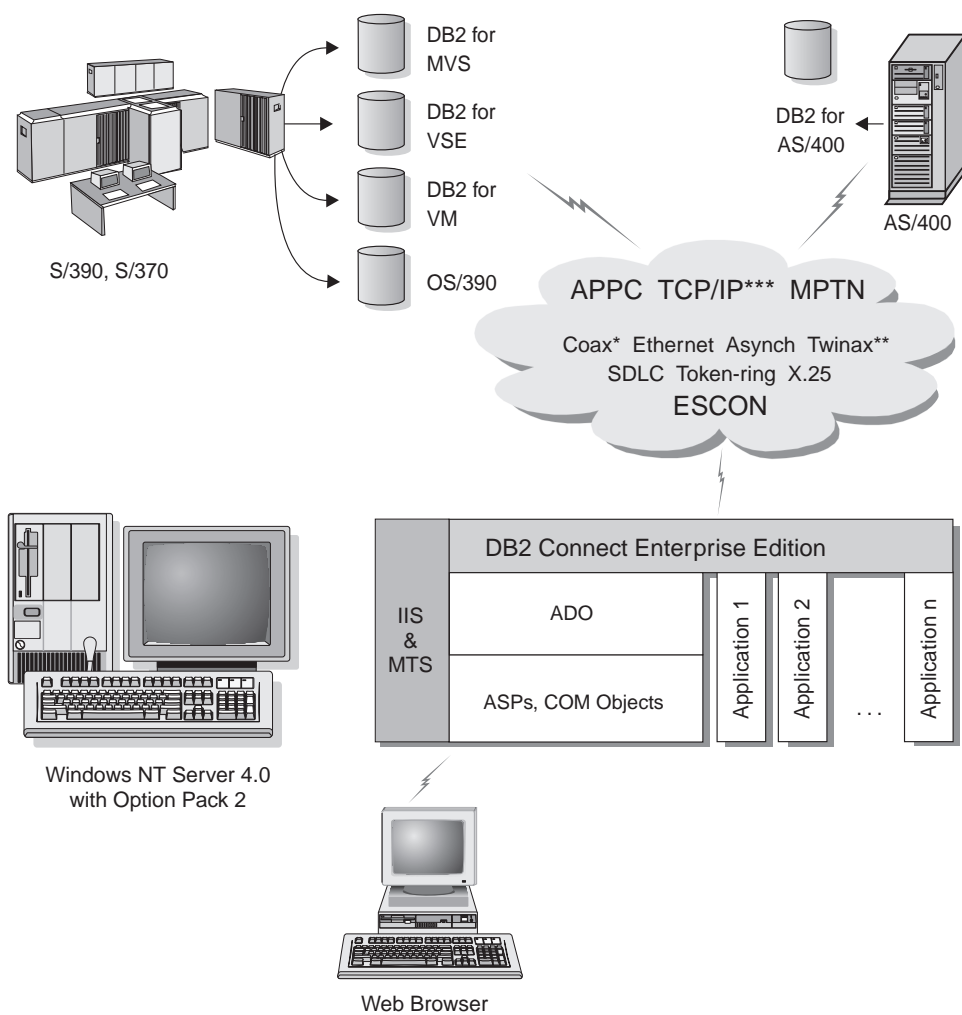 DB2 for
MVS
DB2 for
VSE
DB2 for
VM
OS/390
S/390, S/370
DB2 for
AS/400
AS/400
APPC TCP/IP*** MPTN
Coax* Ethernet Asynch Twinax**
SDLC Token-ring X.25
ESCON
DB2 Connect Enterprise Edition
IIS
&
MTS
ADO
ASPs, COM Objects
Application 1
Application 2
. . .
Application n
Windows NT Server 4.0
with Option Pack 2
Web Browser